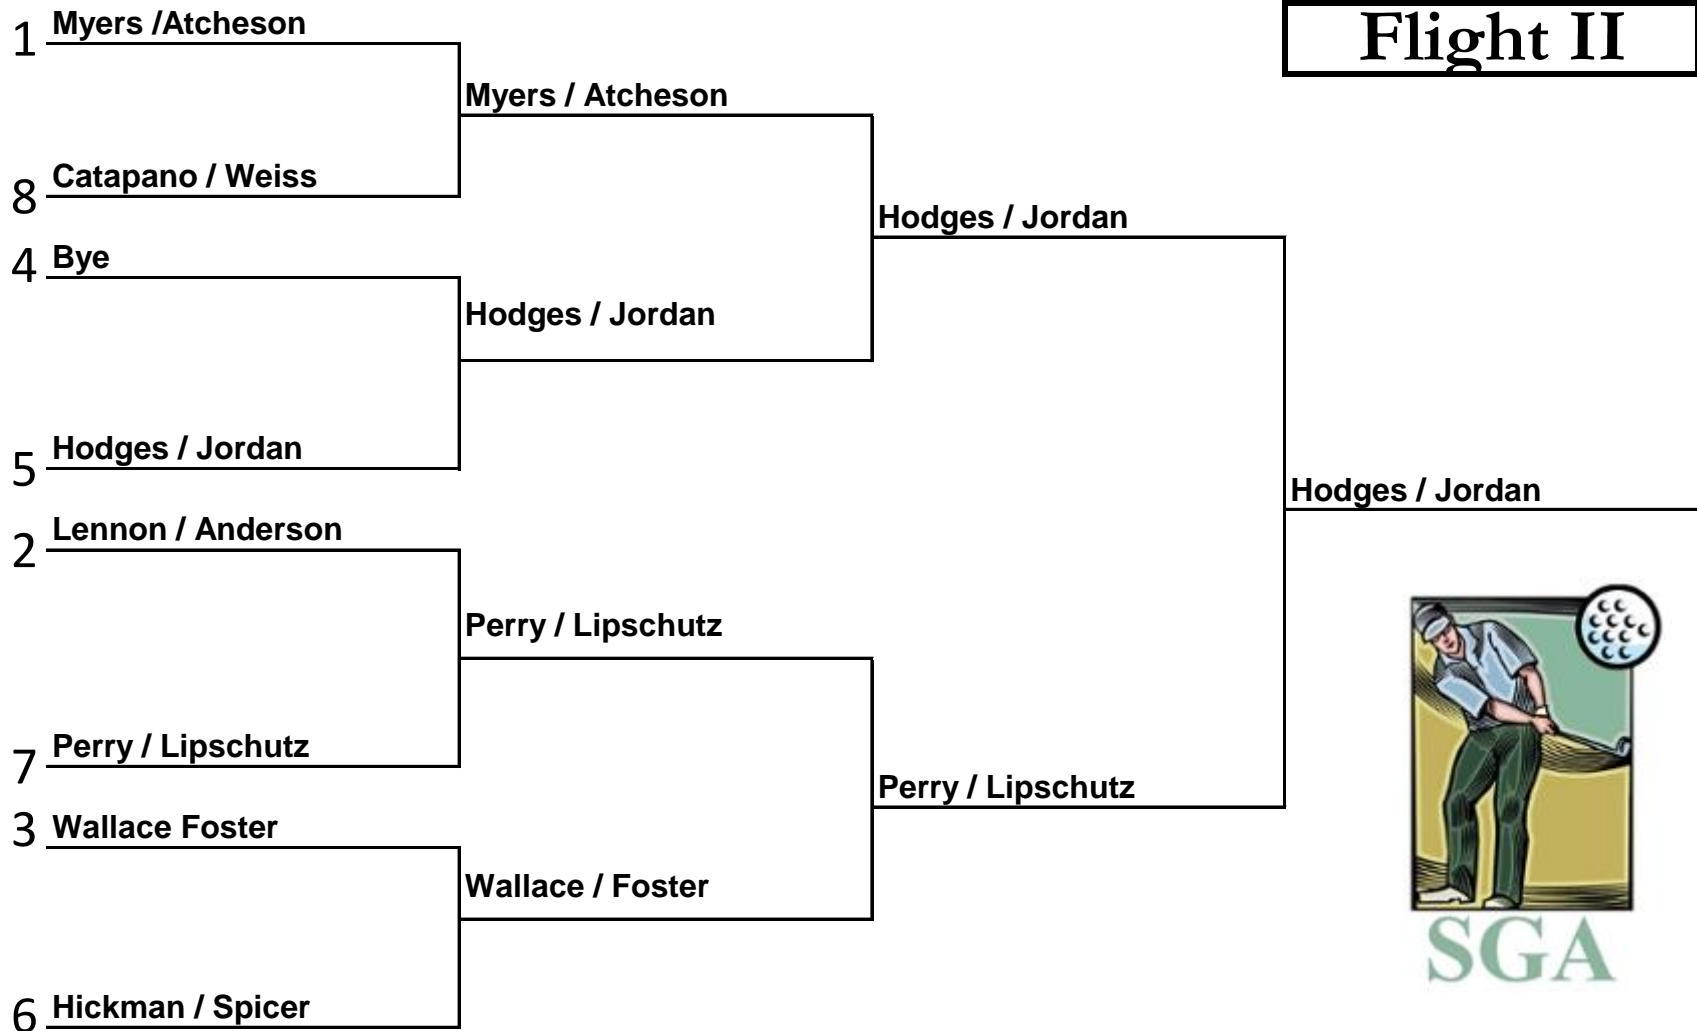 Flight II
1 Myers /Atcheson
Myers / Atcheson
8 Catapano / Weiss
Hodges / Jordan
4 Bye
Hodges / Jordan
5 Hodges / Jordan
Hodges / Jordan
2 Lennon / Anderson
Perry / Lipschutz
7 Perry / Lipschutz
Perry / Lipschutz
3 Wallace Foster
Wallace / Foster
6 Hickman / Spicer
SGA